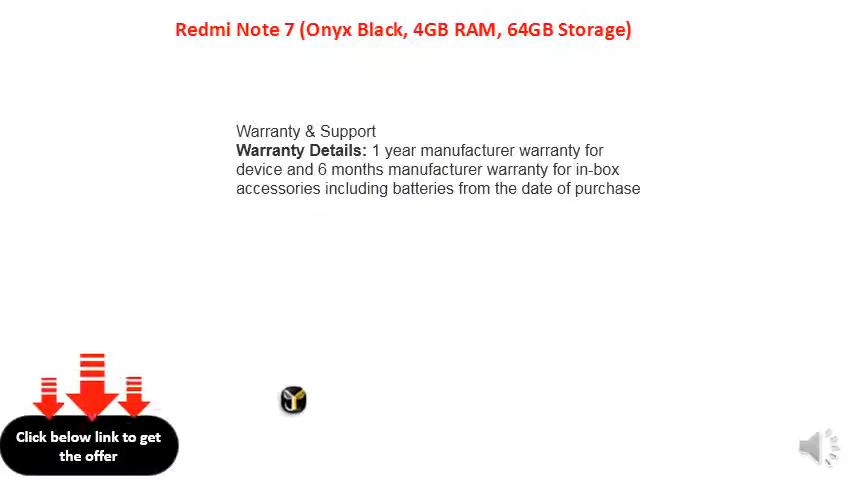 Redmi Note 7 (Onyx Black, 4GB RAM, 64GB Storage)
Warranty & Support
Warranty Details: 1 year manufacturer warranty for
device and 6 months manufacturer warranty for in-box
accessories including batteries from the date of purchase
Click below link to get
the offer